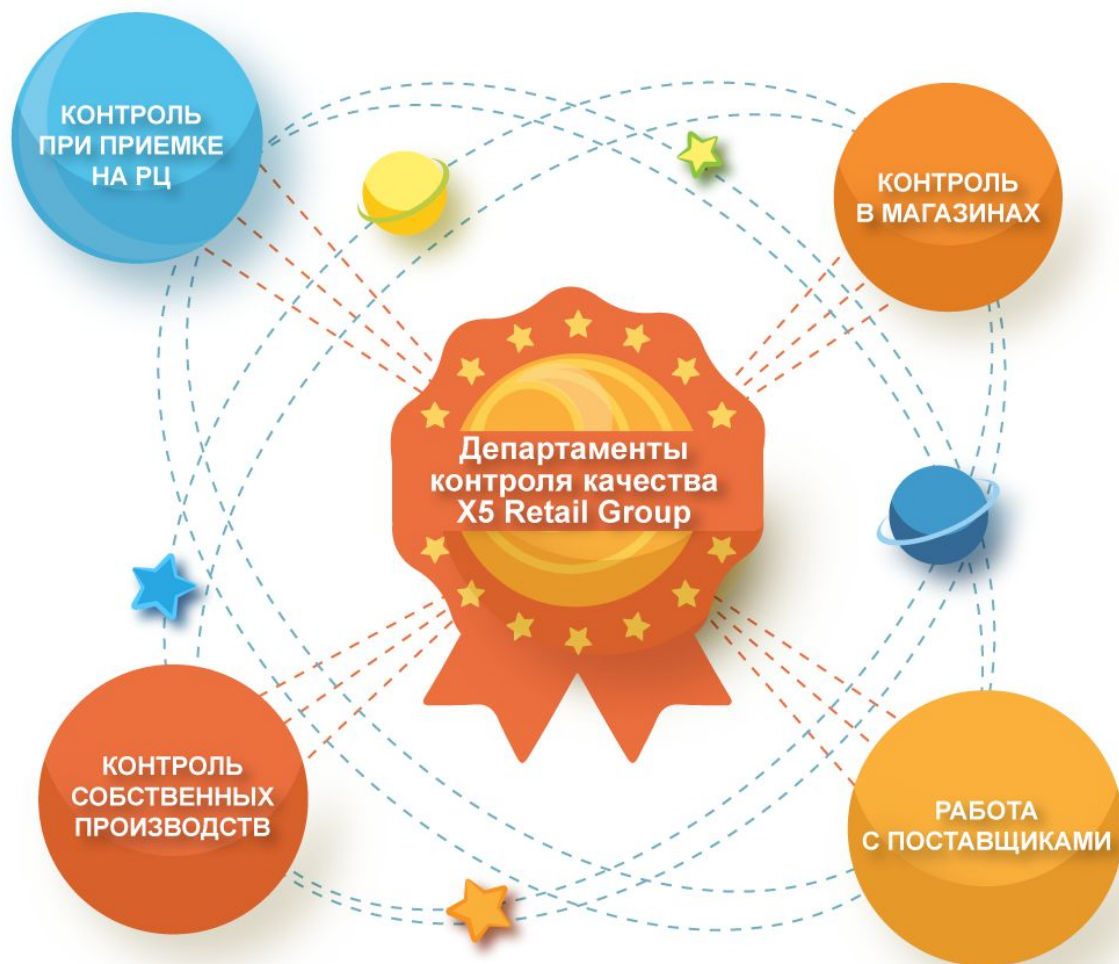 КОНТРОЛЬ
ПРИ ПРИЕМКЕ
НА РЦ
КОНТРОЛЬ
В МАГАЗИНАХ
Департаменты
контроля качества
X5 Retail Group
КОНТРОЛЬ
СОБСТВЕННЫХ
ПРОИЗВОДСТВ
РАБОТА
С ПОСТАВЩИКАМИ